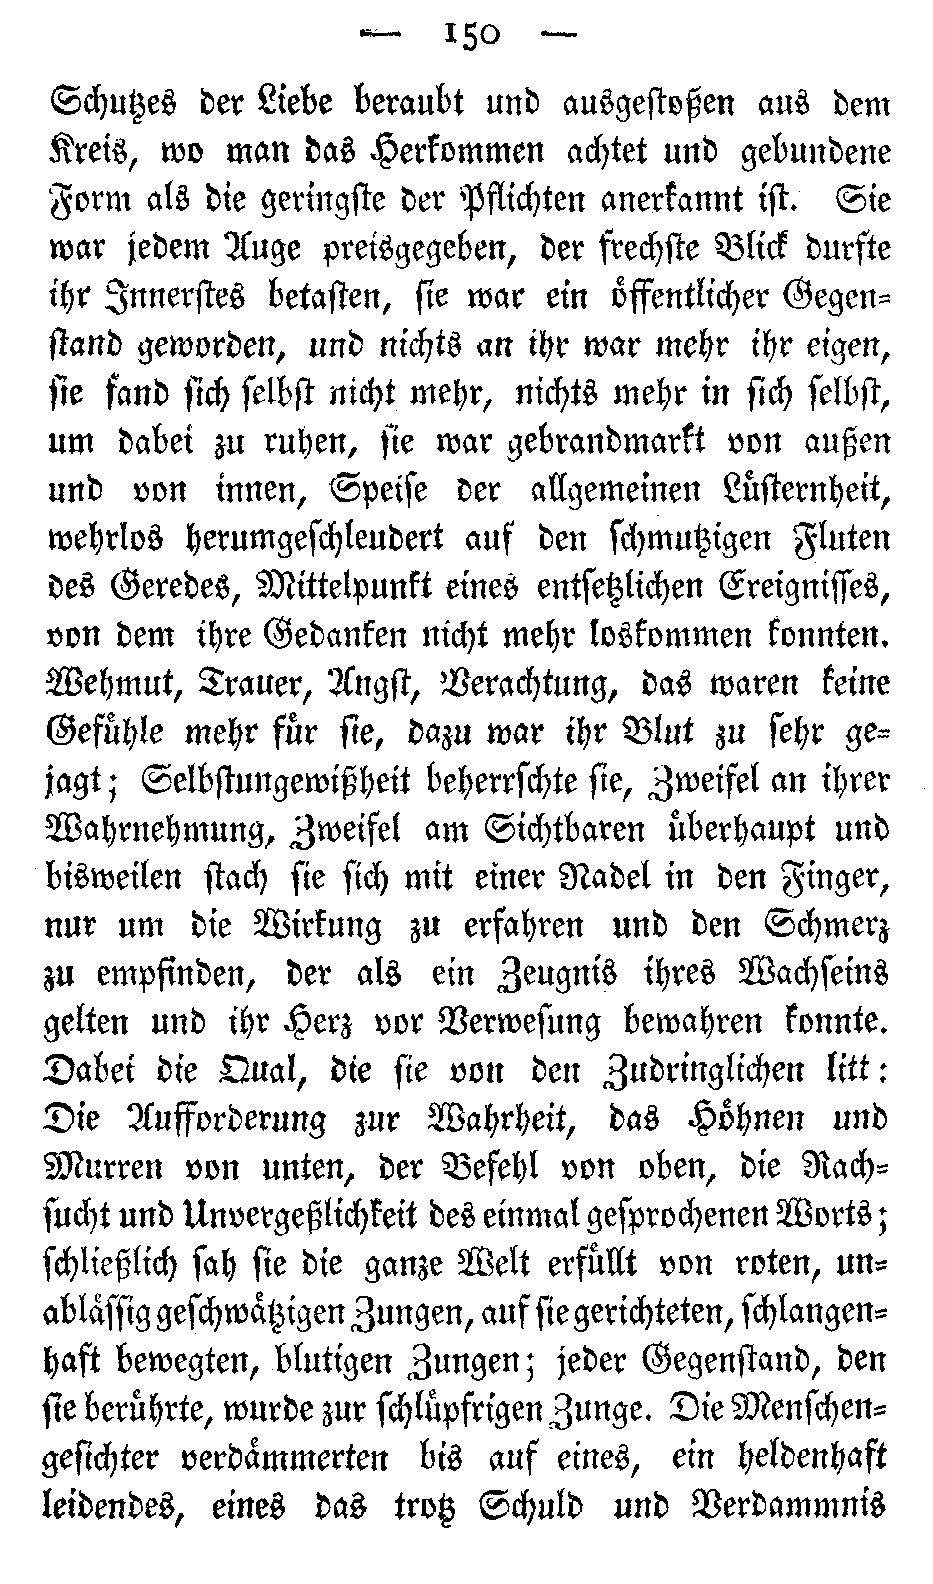 — 150 —
Schutzes der Liebe beraubt und ausgestoßen aus dem
Kreis, wo man das Herkommen achtet und gebundene
Form als die geringste der Pflichten anerkannt ist. Sie
war jedem Auge preisgegeben, der frechste Blick durfte
ihr Innerstes betasten, sie war ein öffentlicher Gegen-
stand geworden, und nichts an ihr war mehr ihr eigen,
sie fand sich selbst nicht mehr, nichts mehr in sich selbst,
um dabei zu ruhen, sie war gebrandmarkt von außen
und von innen, Speise der allgemeinen Lüsternheit,
wehrlos herumgeschleudert auf den schmutzigen Fluten
des Geredes, Mittelpunkt eines entsetzlichen Ereignisses,
von dem ihre Gedanken nicht mehr loskommen konnten.
Wehmut, Trauer, Angst, Verachtung, das waren keine
Gefühle mehr für sie, dazu war ihr Blut zu sehr ge-
jagt; Selbstungewißheit beherrschte sie, Zweifel an ihrer
Wahrnehmung, Zweifel am Sichtbaren überhaupt und
bisweilen stach sie sich mit einer Nadel in den Finger,
nur um die Wirkung zu erfahren und den Schmerz
zu empfinden, der als ein Zeugnis ihres Wachseins
gelten und ihr Herz vor Verwesung bewahren konnte.
Dabei die Qual, die sie von den Zudringlichen litt:
Die Aufforderung zur Wahrheit, das Höhnen und
Murren von unten, der Befehl von oben, die Rach-
sucht und Unvergeßlichkeit des einmal gesprochenen Worts;
schließlich sah sie die ganze Welt erfüllt von roten, un-
ablässig geschwätzigen Zungen, auf sie gerichteten, schlangen-
haft bewegten, blutigen Zungen; jeder Gegenstand, den
sie berührte, wurde zur schlüpfrigen Zunge. Die Menschen-
gesichter verdämmerten bis auf eines, ein heldenhaft
leidendes, eines das trotz Schuld und Verdammnis